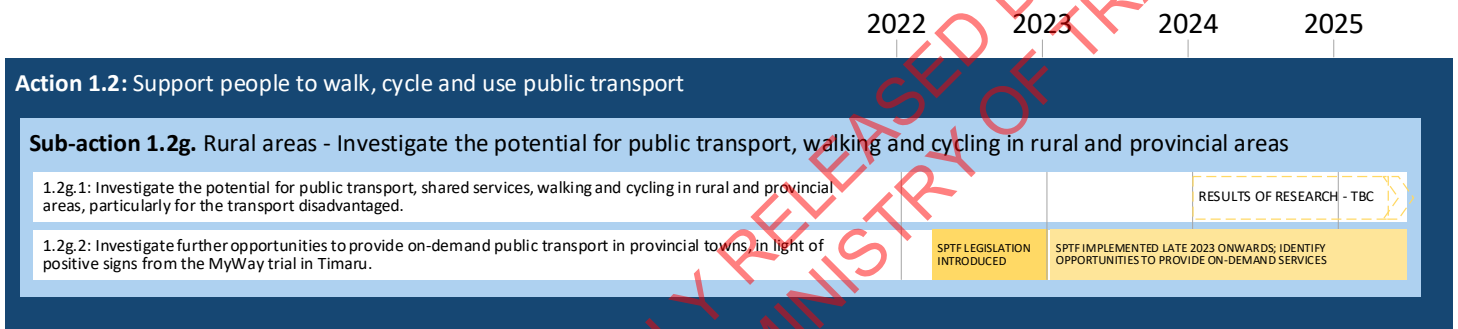 2022 2023 2024 2025
Action 1.2: Support people to walk, cycle and use public transport
Sub-action 1.2g. Rural areas - Investigate the potential for public transport, walking and cycling in rural and provincial areas
1.2g.1: Investigate the potential for public transport, shared services, walking and cycling in rural and provincial
areas, particularly for the transport disadvantaged.
RESULTS OF RESEARCH - TBC
1.2g.2: Investigate further opportunities to provide on-demand public transport in provincial towns, in light of
positive signs from the MyWay trial in Timaru.
SPTF LEGISLATION
INTRODUCED
SPTF IMPLEMENTED LATE 2023 ONWARDS; IDENTIFY
OPPORTUNITIES TO PROVIDE ON-DEMAND SERVICES
RELEASED
MINISTRY OF